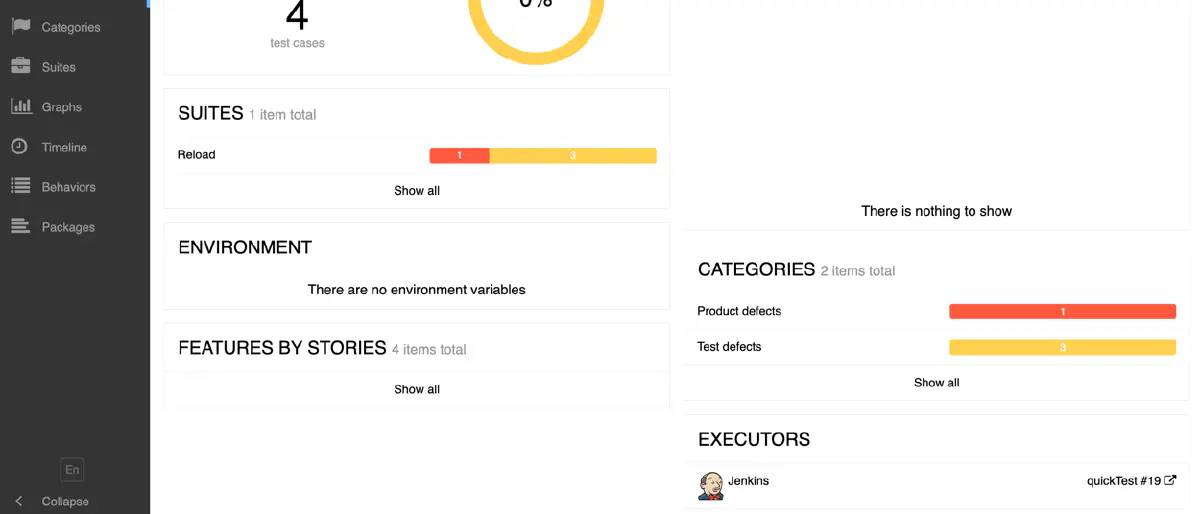 Categories
Suites
Graphs
Timeline
Behaviors
Packages
En
Collapse
4
test cases
0%
SUITES 1 item total
Reload 1 3
Show all
ENVIRONMENT
There are no environment variables
FEATURES BY STORIES 4 items total
Show all
There is nothing to show
CATEGORIES 2 items total
Product defects 1
Test defects 3
Show all
EXECUTORS
Jenkins quickTest #19